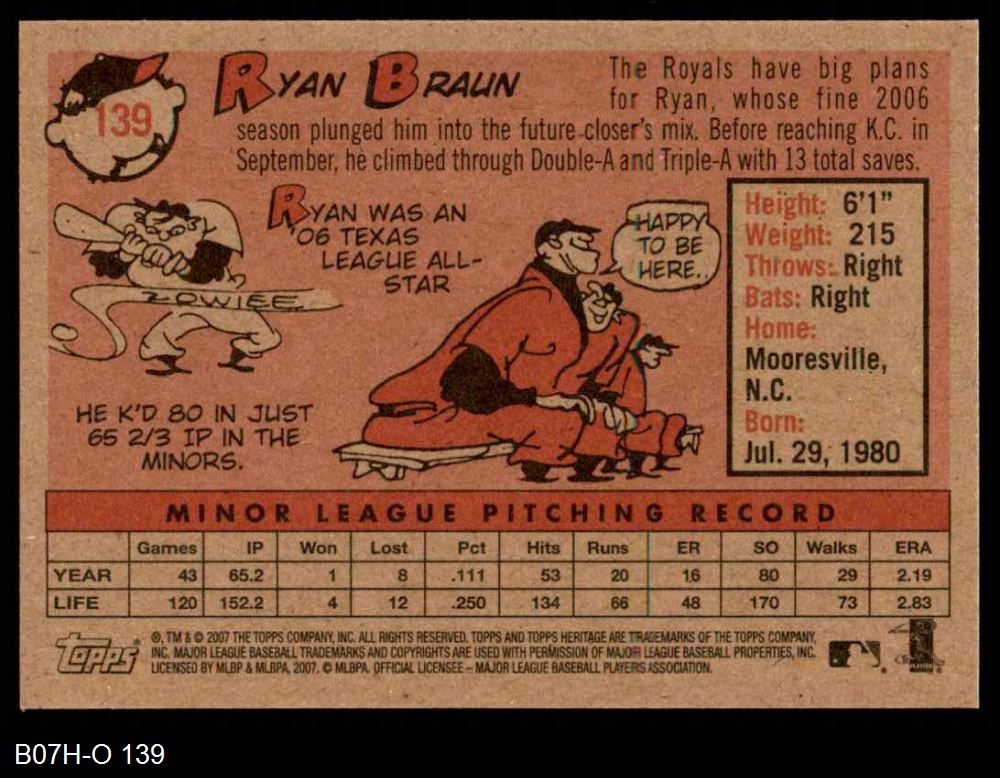 139
RYAN BRAUN
The Royals have big plans
for Ryan, whose fine 2006
season plunged him into the future closer's mix. Before reaching K.C. in
September, he climbed through Double-A and Triple-A with 13 total saves.
RYAN WAS AN
'06 TEXAS
LEAGUE ALL-
STAR
ZOWIEE
HE K'D 80 IN JUST
65 2/3 IP IN THE
MINORS.
HAPPY
TO BE
HERE..
Height: 6'1"
Weight: 215
Throws: Right
Bats: Right
Home:
Mooresville,
N.C.
Born:
Jul. 29, 1980
MINOR LEAGUE PITCHING RECORD
Games IP Won Lost Pct Hits Runs ER SO Walks ERA
YEAR 43 65.2 1 8 .111 53 20 16 80 29 2.19
LIFE 120 152.2 4 12 .250 134 66 48 170 73 2.83
Topps
®, TM & © 2007 THE TOPPS COMPANY, INC. ALL RIGHTS RESERVED. TOPPS AND TOPPS HERITAGE ARE TRADEMARKS OF THE TOPPS COMPANY,
INC. MAJOR LEAGUE BASEBALL TRADEMARKS AND COPYRIGHTS ARE USED WITH PERMISSION OF MAJOR LEAGUE BASEBALL PROPERTIES, INC.
LICENSED BY MLBP & MLBPA, 2007. © MLBPA. OFFICIAL LICENSEE – MAJOR LEAGUE BASEBALL PLAYERS ASSOCIATION.
B07H-O 139